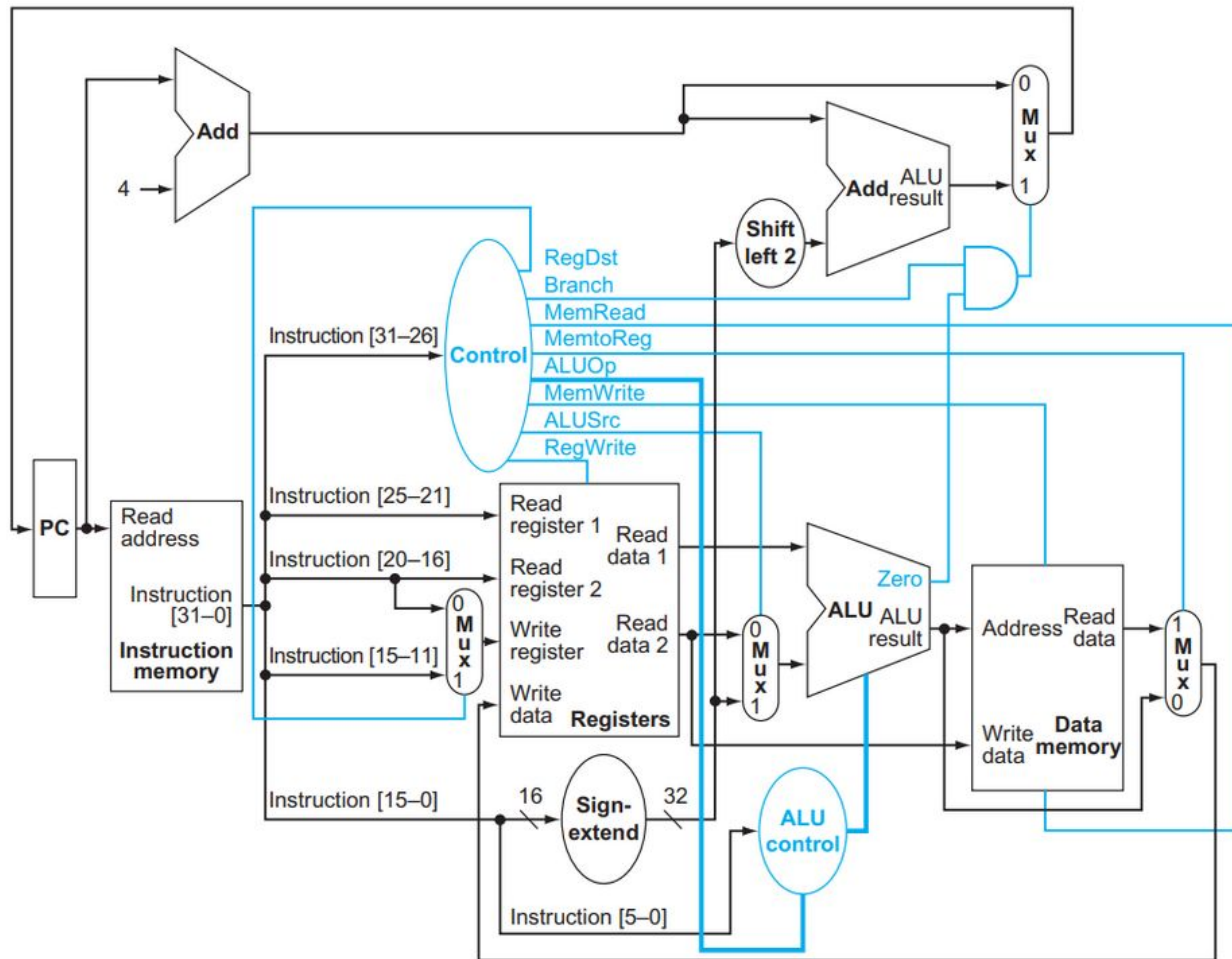 Add
4
0
M
u
x
1
Add
ALU
result
Shift
left 2
RegDst
Branch
MemRead
MemtoReg
ALUOp
MemWrite
ALUSrc
RegWrite
Control
Instruction [31–26]
PC
Read
address
Instruction
[31–0]
Instruction
memory
Instruction [25–21]
Instruction [20–16]
Instruction [15–11]
0
M
u
x
1
Read
register 1
Read
register 2
Write
register
Write
data
Read
data 1
Read
data 2
Registers
0
M
u
x
1
Zero
ALU
ALU
result
Address
Read
data
Write
data
Data
memory
1
M
u
x
0
Instruction [15–0]
16
Sign-
extend
32
ALU
control
Instruction [5–0]